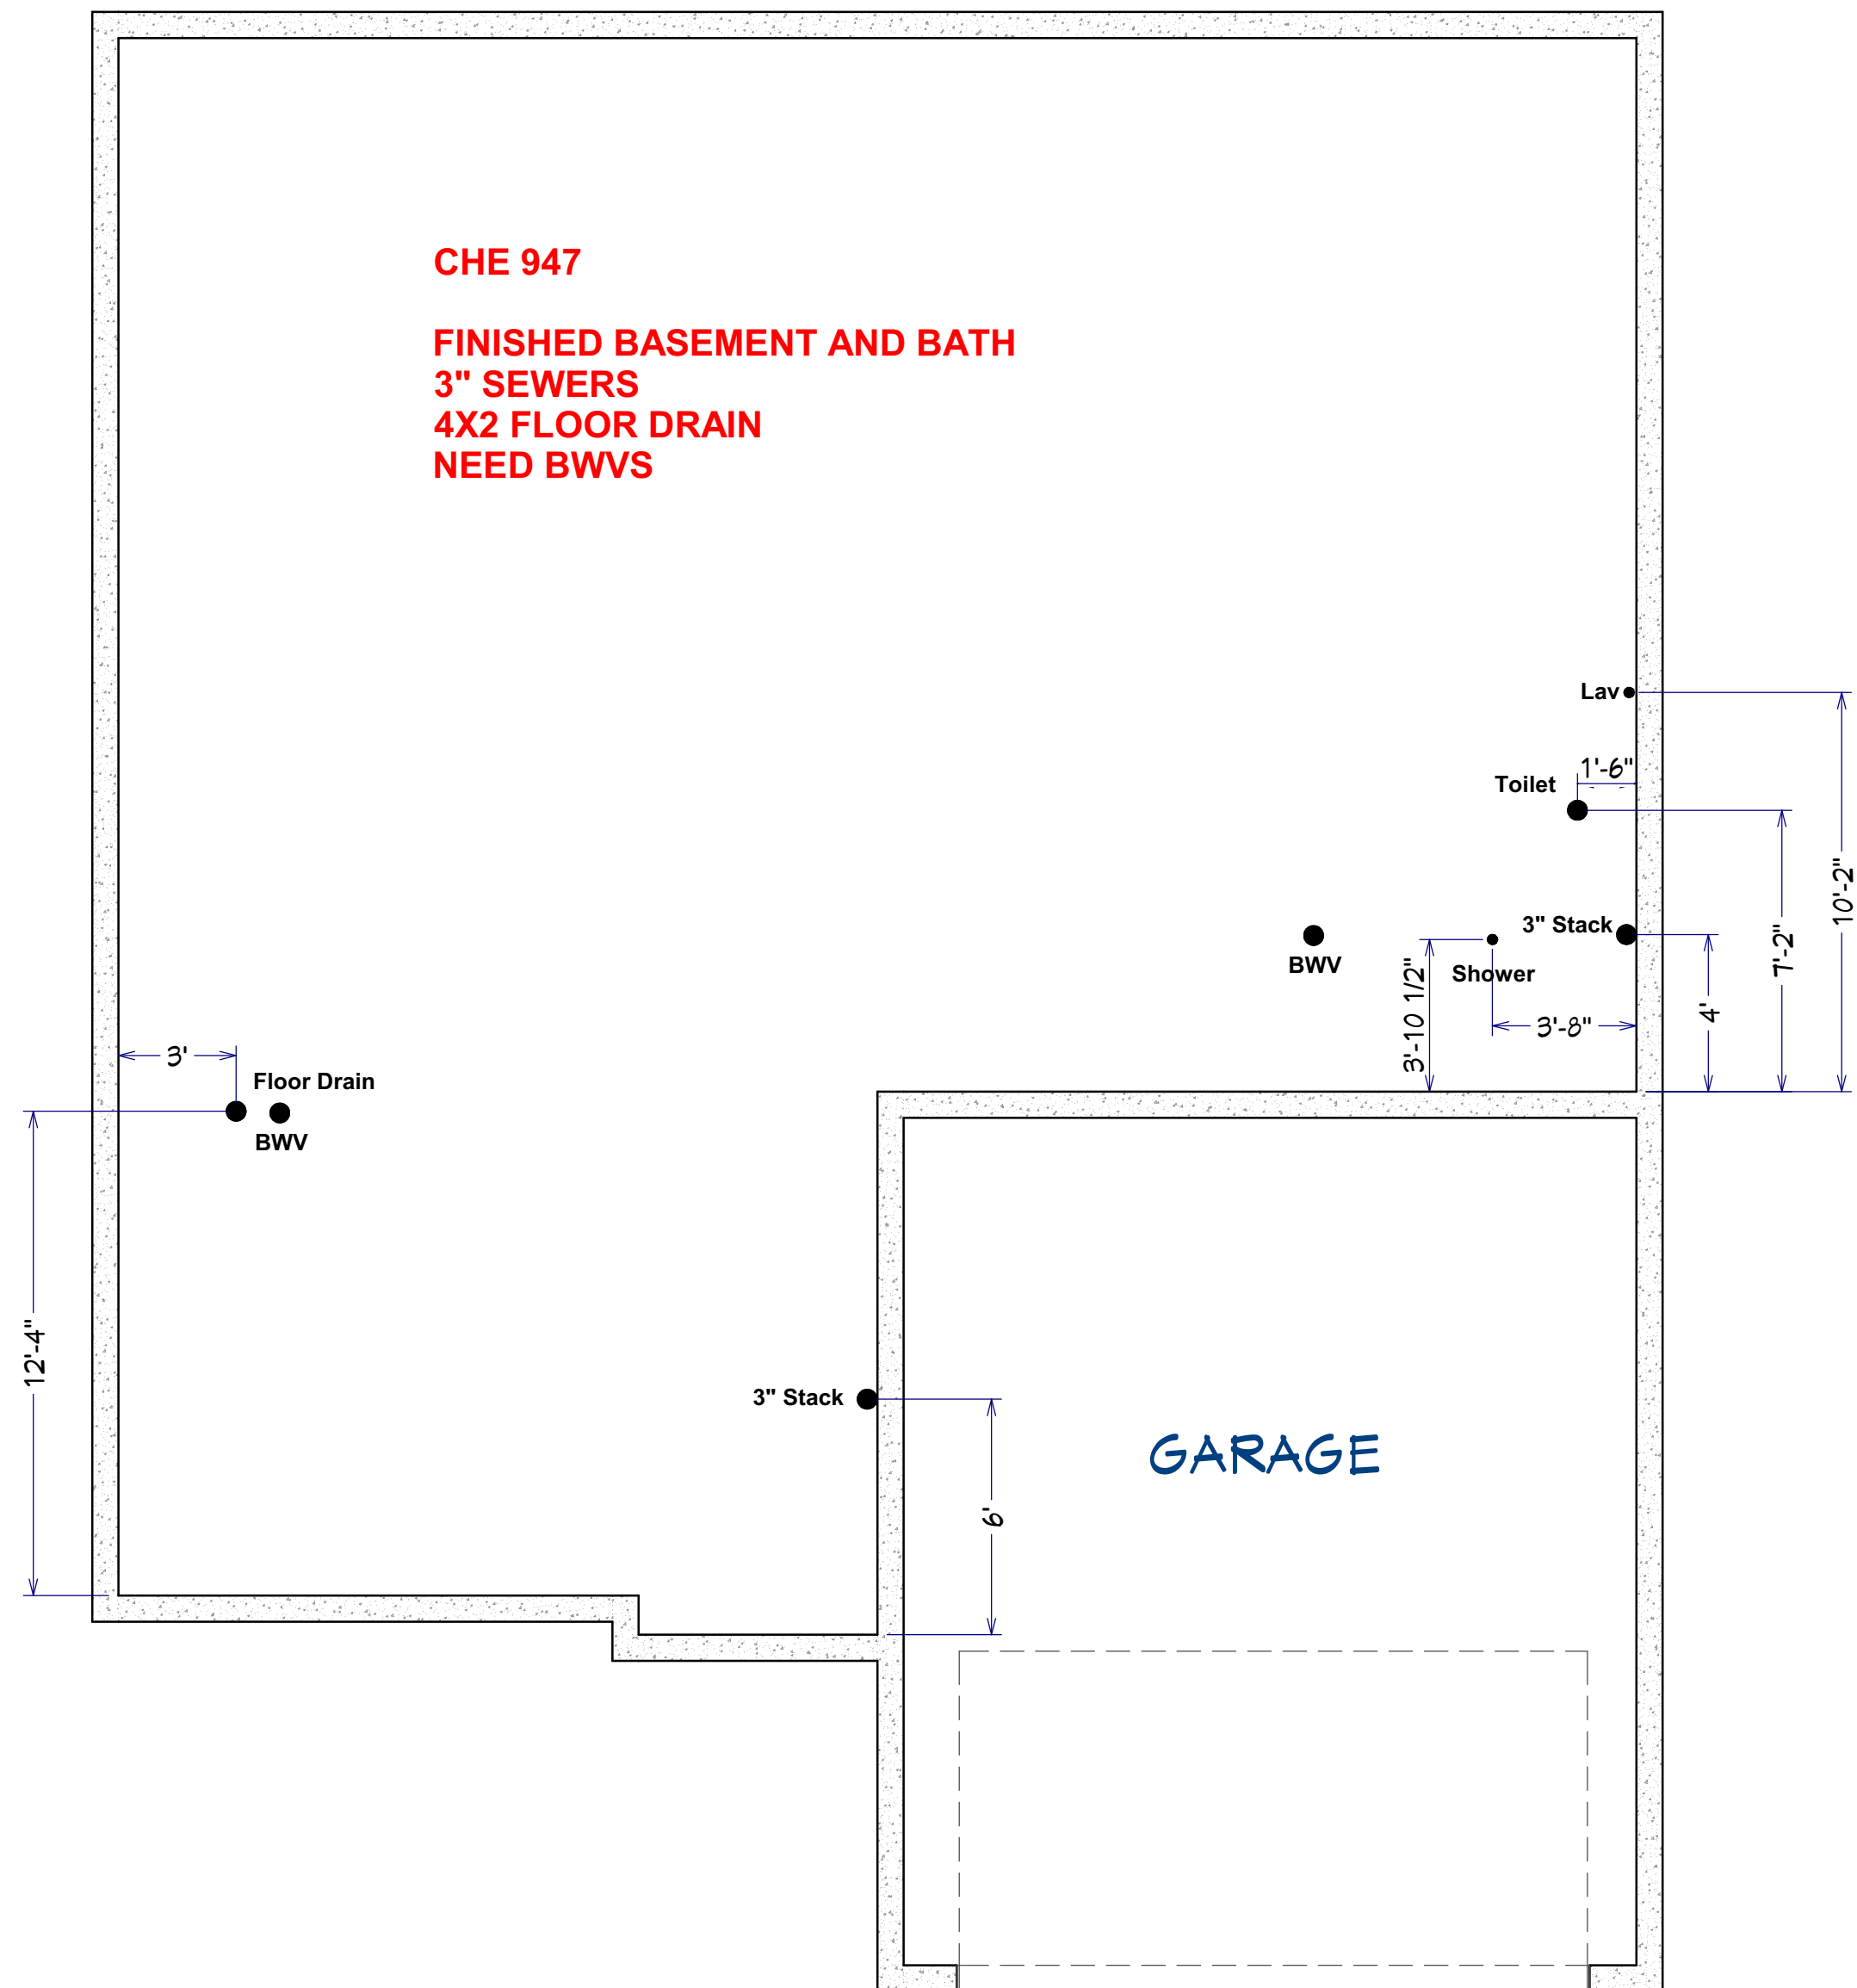 CHE 947
FINISHED BASEMENT AND BATH
3" SEWERS
4X2 FLOOR DRAIN
NEED BWVS
Lav
1'-6"
Toilet
10'-2"
3" Stack
7'-2"
BWV
Shower
3'-10 1/2"
4'
3'-8"
3'
Floor Drain
BWV
12'-4"
3" Stack
GARAGE
6'